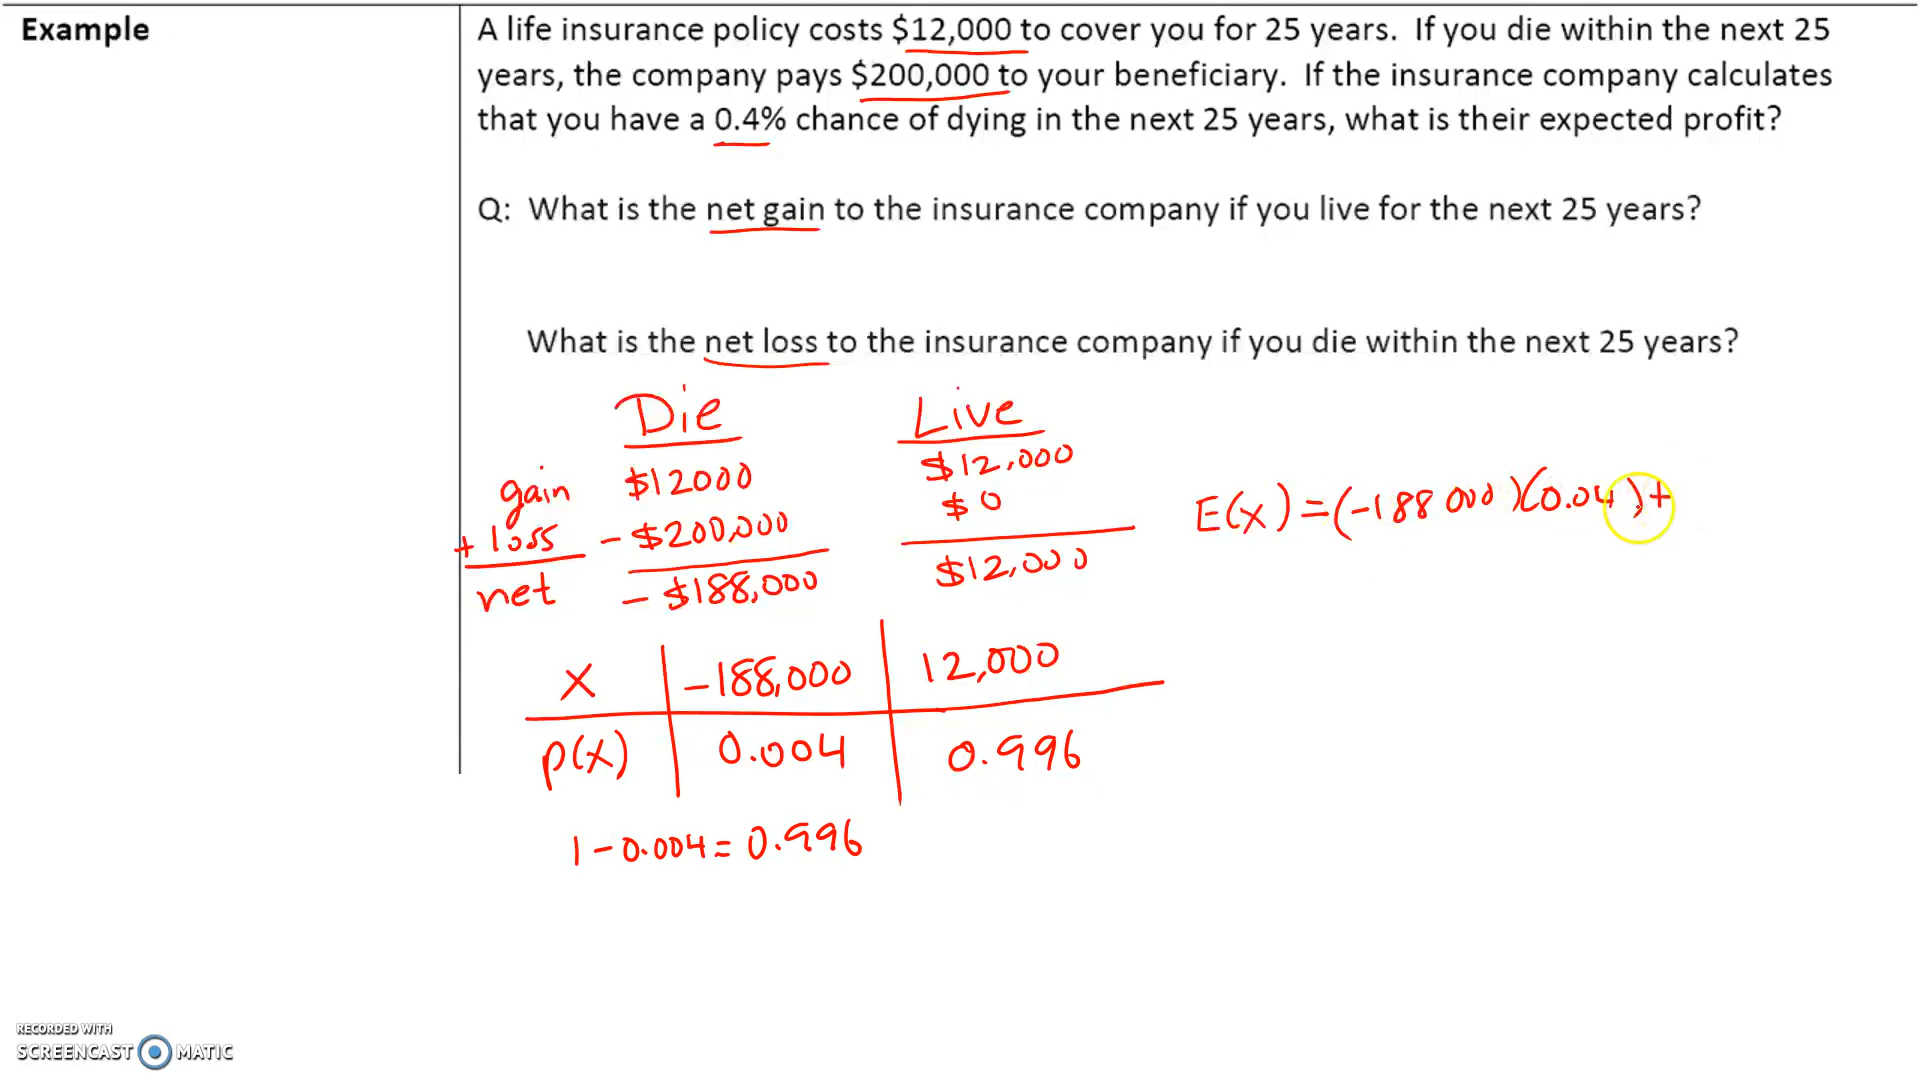 Example
A life insurance policy costs $12,000 to cover you for 25 years. If you die within the next 25
years, the company pays $200,000 to your beneficiary. If the insurance company calculates
that you have a 0.4% chance of dying in the next 25 years, what is their expected profit?
Q: What is the net gain to the insurance company if you live for the next 25 years?
What is the net loss to the insurance company if you die within the next 25 years?
Die Live
gain $12000 $12,000
+ loss - $200,000 $0
net - $188,000 $12,000
E(x) = (-188 000)(0.04) +
x -188,000 12,000
P(x) 0.004 0.996
1 - 0.004 = 0.996
RECORDED WITH
SCREENCAST MATIC